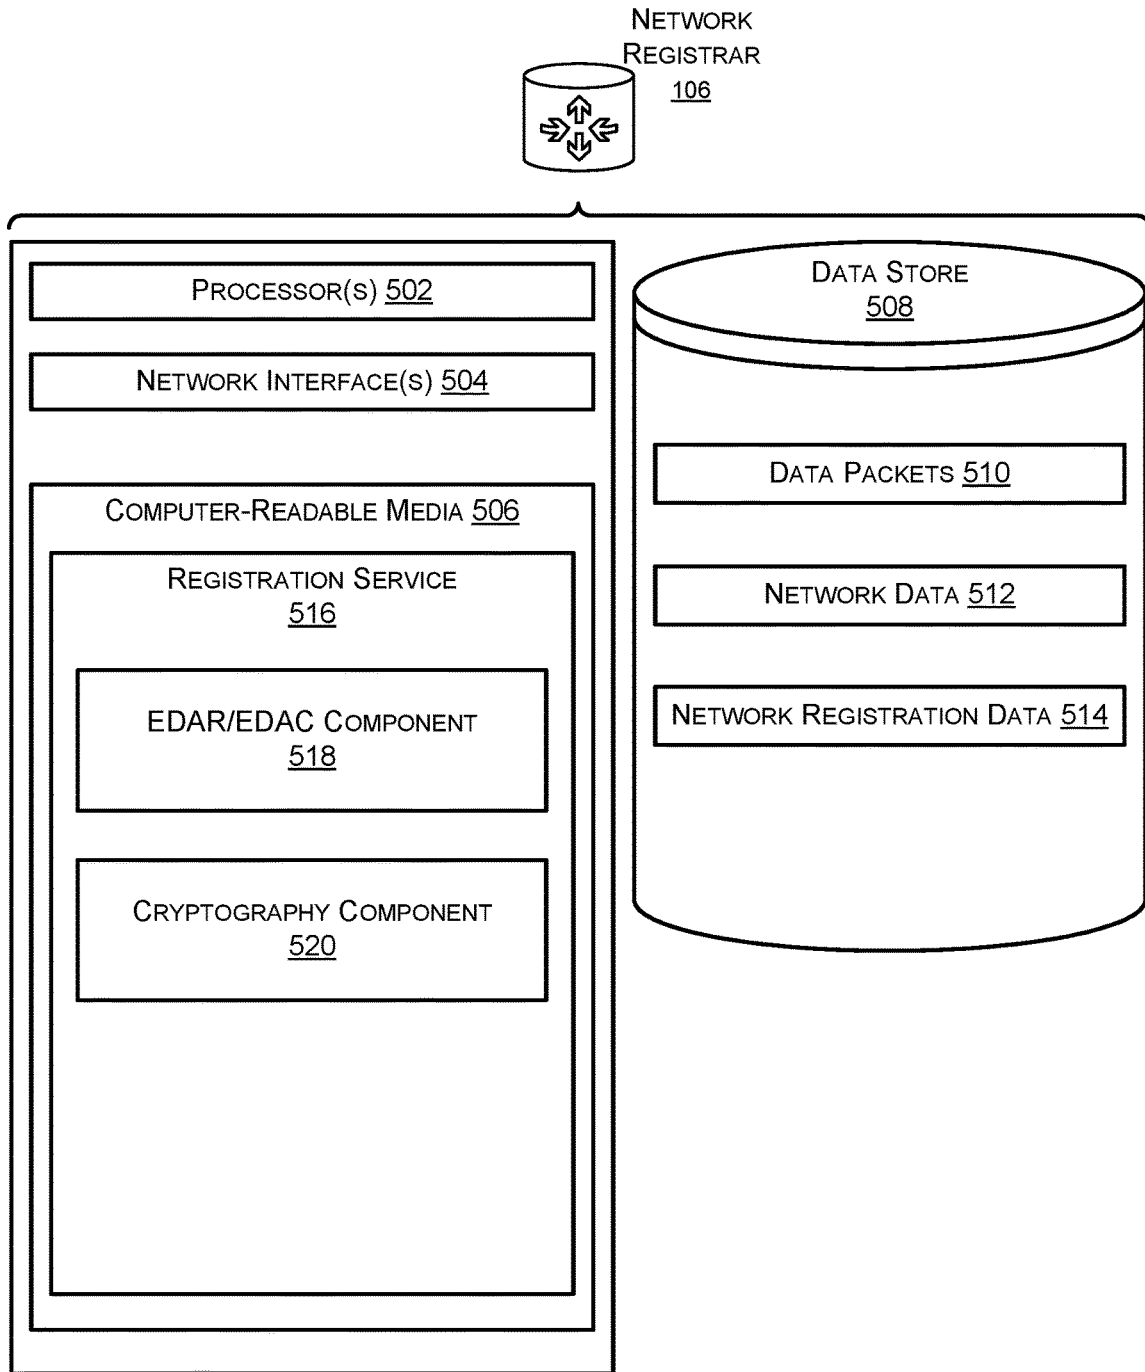 NETWORK
REGISTRAR
106
PROCESSOR(S) 502
NETWORK INTERFACE(S) 504
COMPUTER-READABLE MEDIA 506
REGISTRATION SERVICE
516
EDAR/EDAC COMPONENT
518
CRYPTOGRAPHY COMPONENT
520
DATA STORE
508
DATA PACKETS 510
NETWORK DATA 512
NETWORK REGISTRATION DATA 514